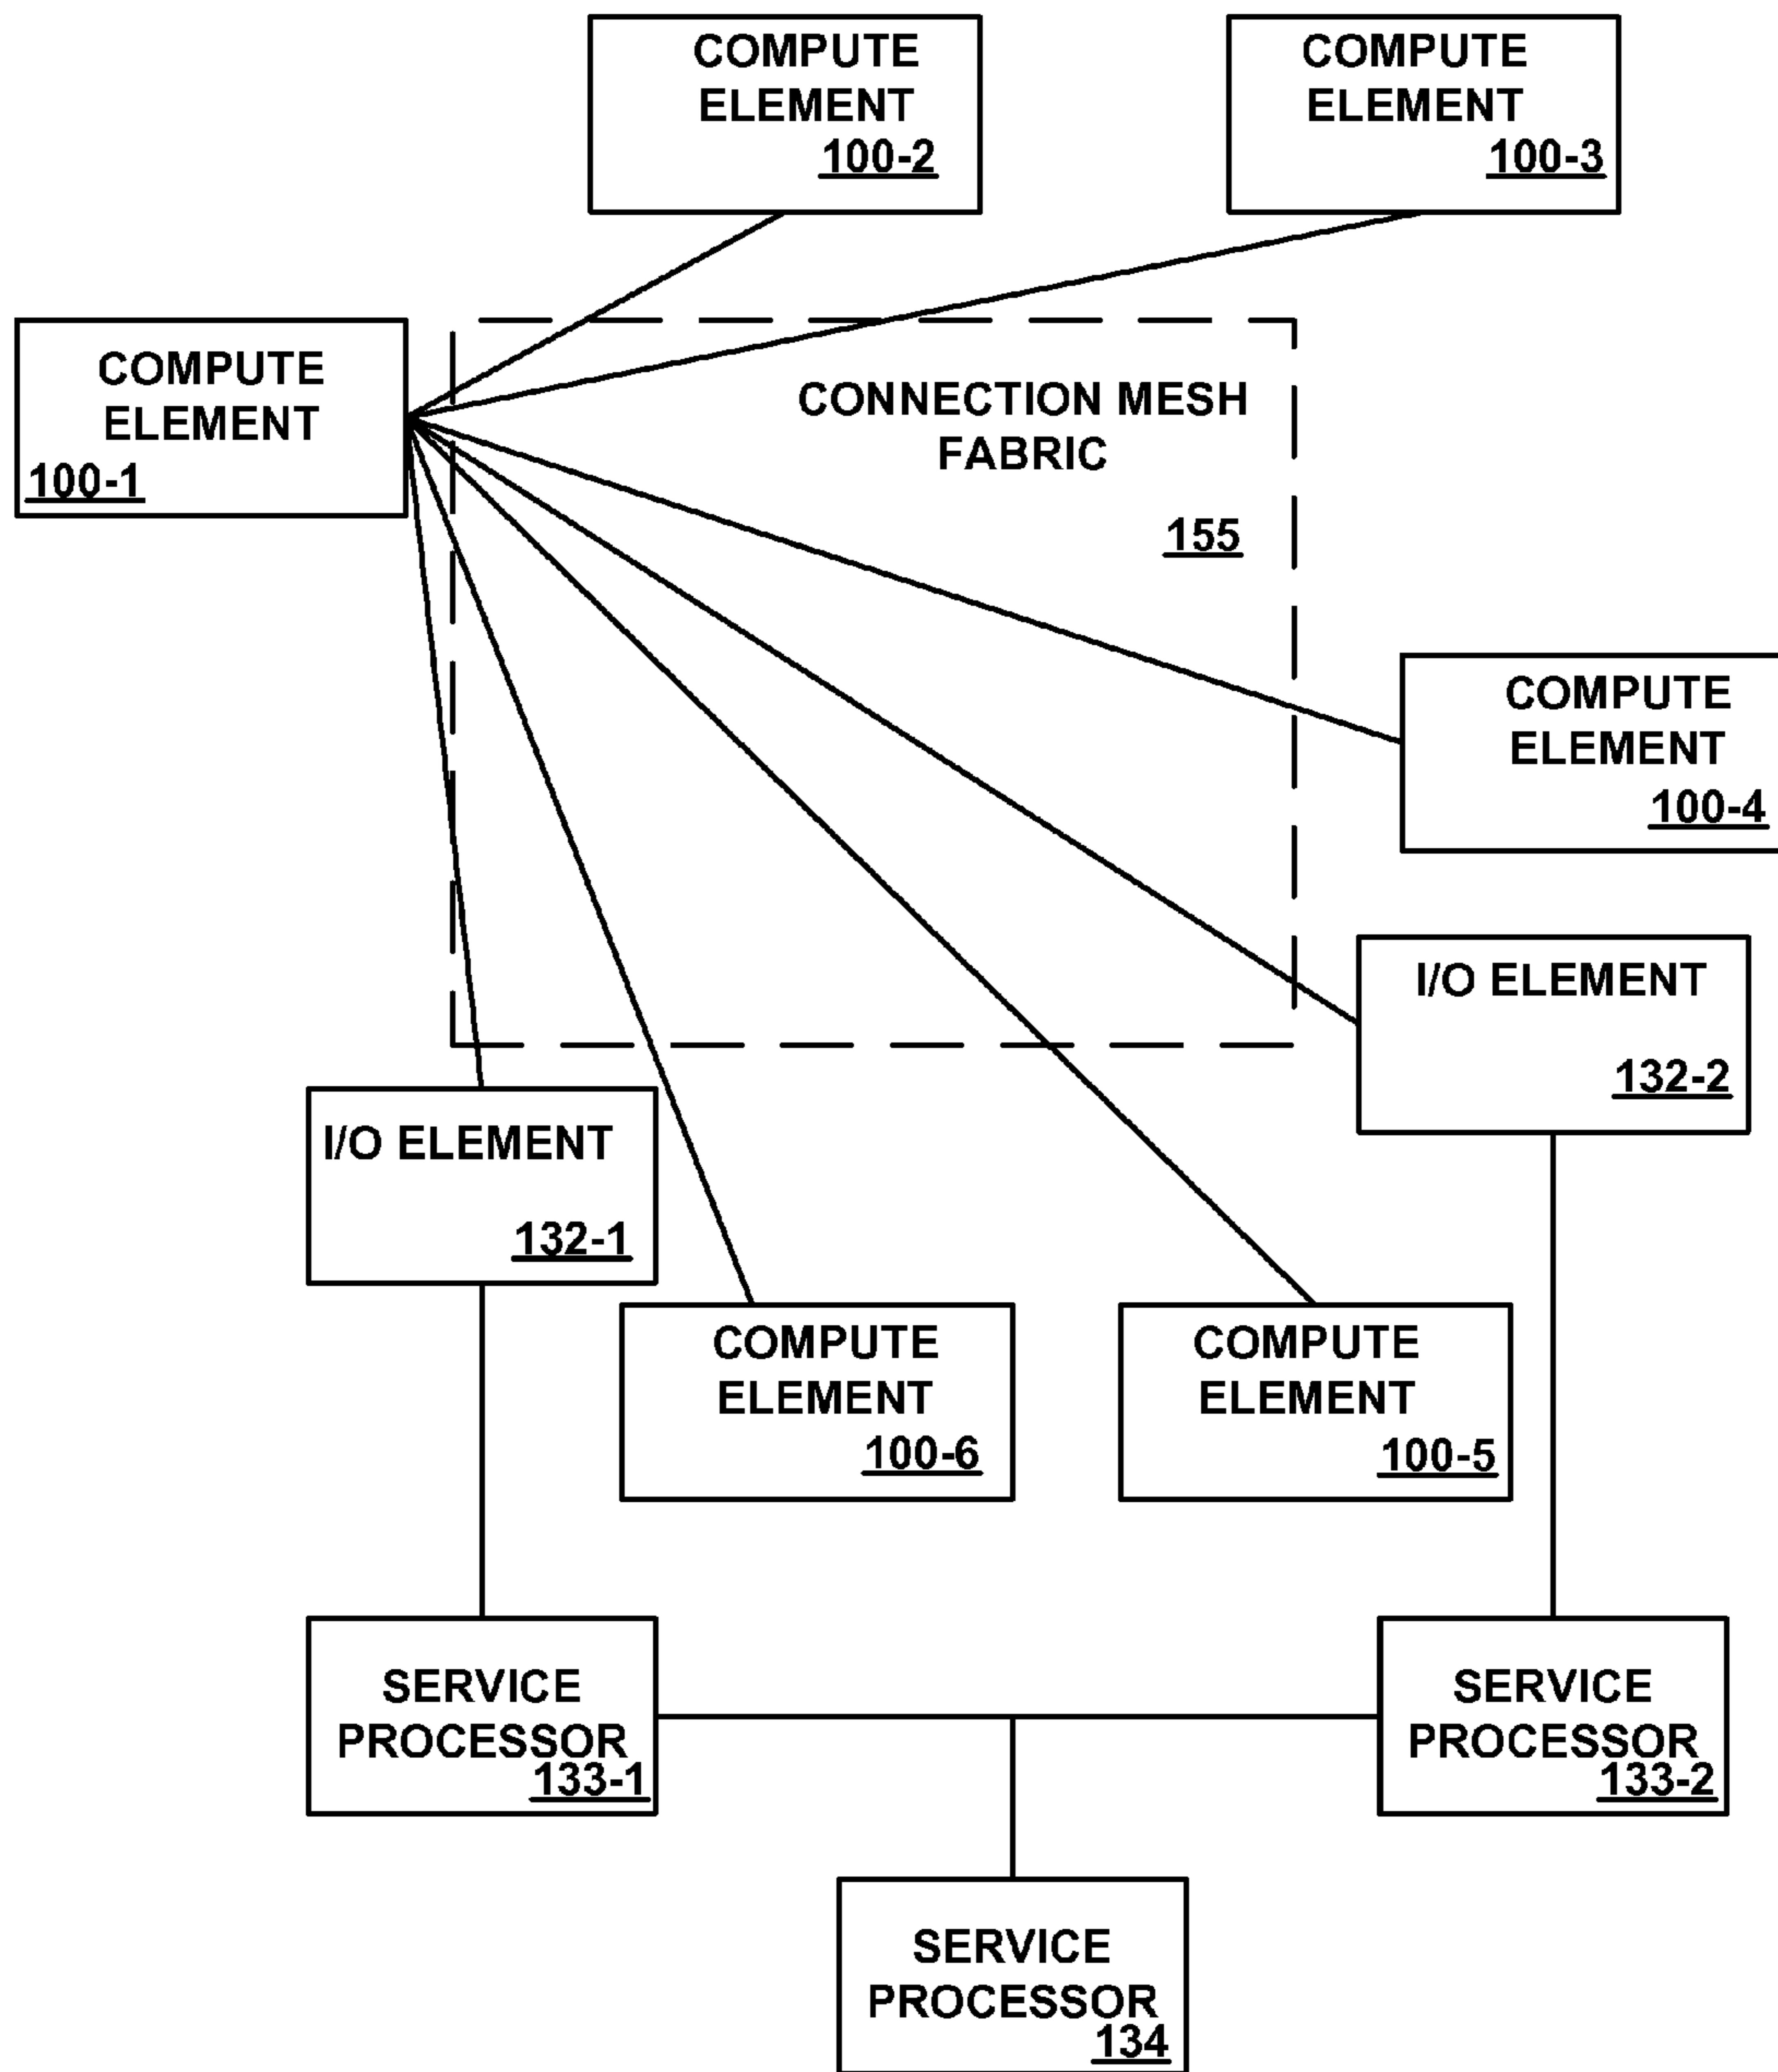 COMPUTE
ELEMENT
100-2
COMPUTE
ELEMENT
100-3
COMPUTE
ELEMENT
100-1
CONNECTION MESH
FABRIC
155
COMPUTE
ELEMENT
100-4
I/O ELEMENT
132-2
I/O ELEMENT
132-1
COMPUTE
ELEMENT
100-6
COMPUTE
ELEMENT
100-5
SERVICE
PROCESSOR
133-1
SERVICE
PROCESSOR
133-2
SERVICE
PROCESSOR
134